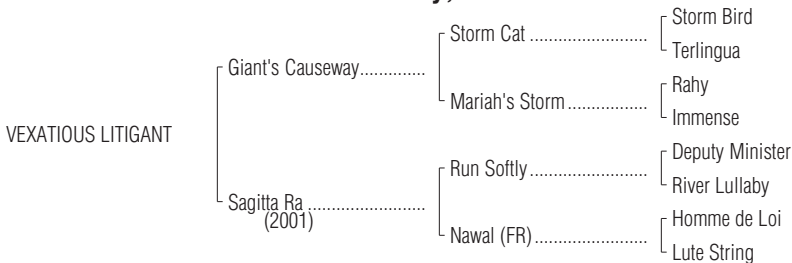 Storm Bird
Storm Cat ..............................
Terlingua
Giant's Causeway..............
Rahy
Mariah's Storm....................
Immense
VEXATIOUS LITIGANT
Deputy Minister
Run Softly..............................
River Lullaby
Sagitta Ra ..............................
(2001)
Homme de Loi
Nawal (FR).............................
Lute String